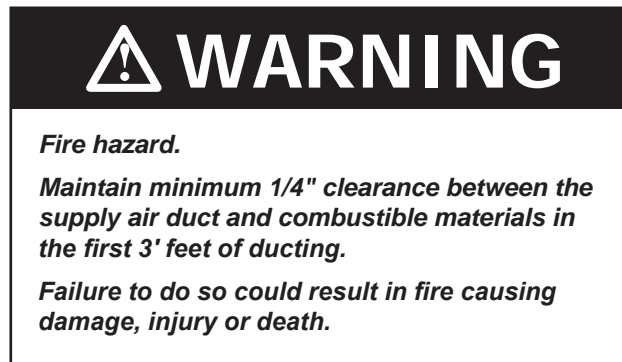 WARNING
Fire hazard.
Maintain minimum 1/4" clearance between the
supply air duct and combustible materials in
the first 3' feet of ducting.
Failure to do so could result in fire causing
damage, injury or death.